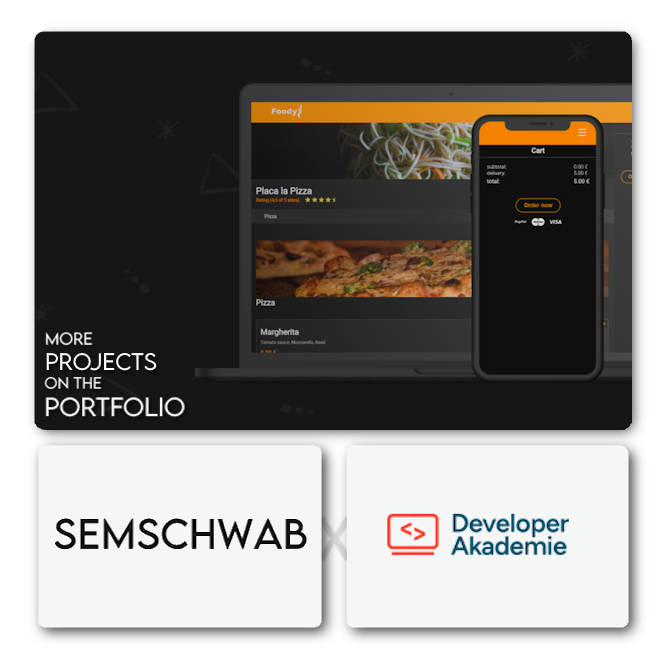 Foody
Placa la Pizza
Rating (4,5 of 5 stars)
Pizza
Pizza
Margherita
Tomato sauce, Mozzarella, Basil
Cart
subtotal: 0.00 €
delivery: 5.00 €
total: 5.00 €
Order now
PayPal VISA
MORE
PROJECTS
ON THE
PORTFOLIO
SEMSCHWAB
X
<> Developer
Akademie